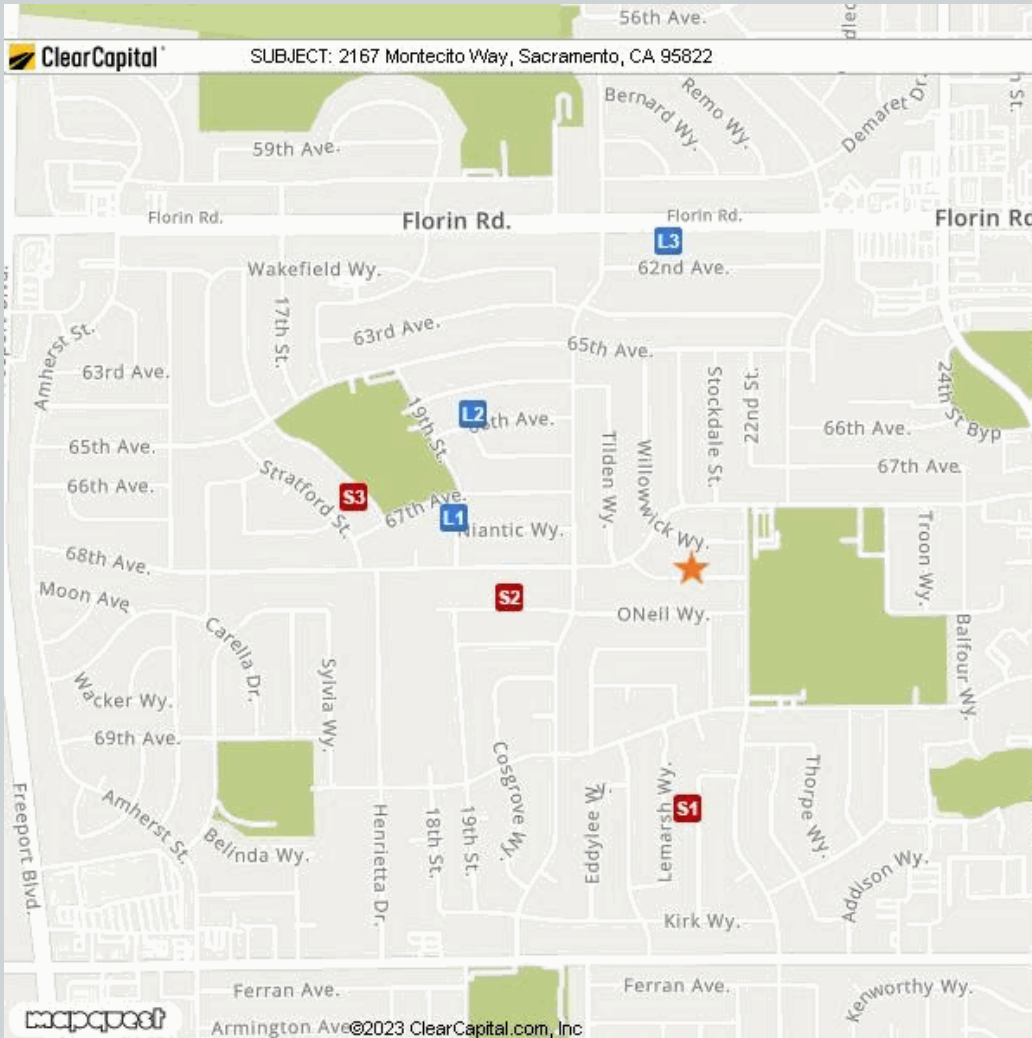 56th Ave.
ClearCapital
SUBJECT: 2167 Montecito Way, Sacramento, CA 95822
Bernard Wy.
Remo Wy.
Demaret Dr.
59th Ave.
Florin Rd.
Florin Rd.
Florin Rd.
Florin Rd
L3
Wakefield Wy.
62nd Ave.
17th St.
63rd Ave.
Amherst St.
65th Ave.
63rd Ave.
Stockdale St.
22nd St.
24th St Byp
19th St.
L2
66th Ave.
65th Ave.
Tilden Wy.
Willowwick Wy.
67th Ave.
Stratford St.
66th Ave.
S3
67th Ave.
L1
Niantic Wy.
Troon Wy.
68th Ave.
Moon Ave
S2
ONeil Wy.
Balfour Wy.
Carella Dr.
Sylvia Wy.
Wacker Wy.
69th Ave.
Cosgrove Wy.
Thorpe Wy.
Lemarsh Wy.
S1
Freeport Blvd.
Amherst St.
Belinda Wy.
Henrietta Dr.
18th St.
19th St.
Eddylee W
Addison Wy.
Kirk Wy.
Ferran Ave.
Ferran Ave.
Kenworthy Wy.
mapquest
Armington Ave
©2023 ClearCapital.com, Inc